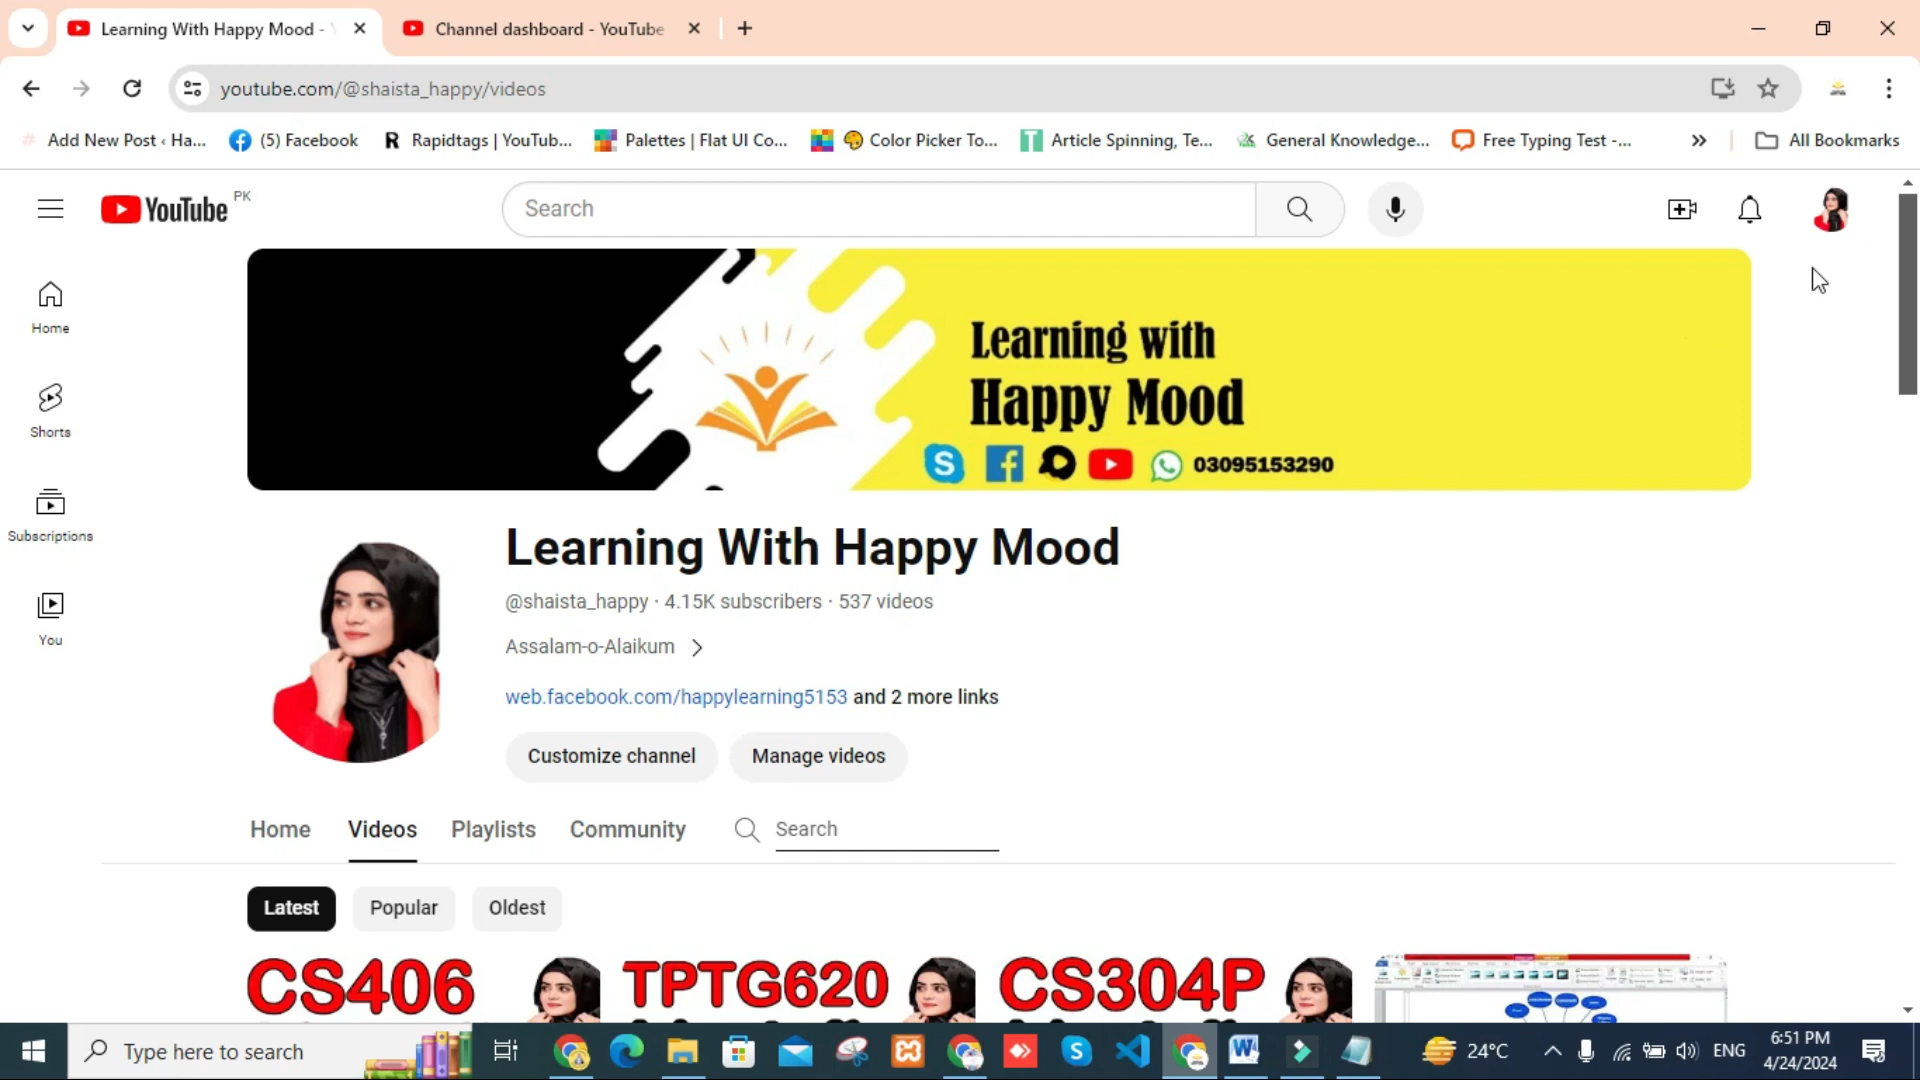 Learning With Happy Mood -
Channel dashboard - YouTube
youtube.com/@shaista_happy/videos
Add New Post ‹ Ha...
(5) Facebook
Rapidtags | YouTub...
Palettes | Flat UI Co...
Color Picker To...
Article Spinning, Te...
General Knowledge...
Free Typing Test -...
All Bookmarks
YouTube PK
Search
Home
Shorts
Subscriptions
You
Learning with
Happy Mood
03095153290
Learning With Happy Mood
@shaista_happy · 4.15K subscribers · 537 videos
Assalam-o-Alaikum
web.facebook.com/happylearning5153 and 2 more links
Customize channel
Manage videos
Home
Videos
Playlists
Community
Search
Latest
Popular
Oldest
CS406
TPTG620
CS304P
Type here to search
24°C
ENG
6:51 PM
4/24/2024